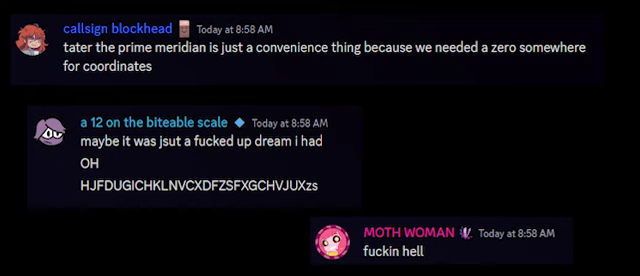 callsign blockhead Today at 8:58 AM
tater the prime meridian is just a convenience thing because we needed a zero somewhere
for coordinates
a 12 on the biteable scale Today at 8:58 AM
maybe it was jsut a fucked up dream i had
OH
HJFDUGICHKLNVCXDFZSFXGCHVJUXzs
MOTH WOMAN Today at 8:58 AM
fuckin hell